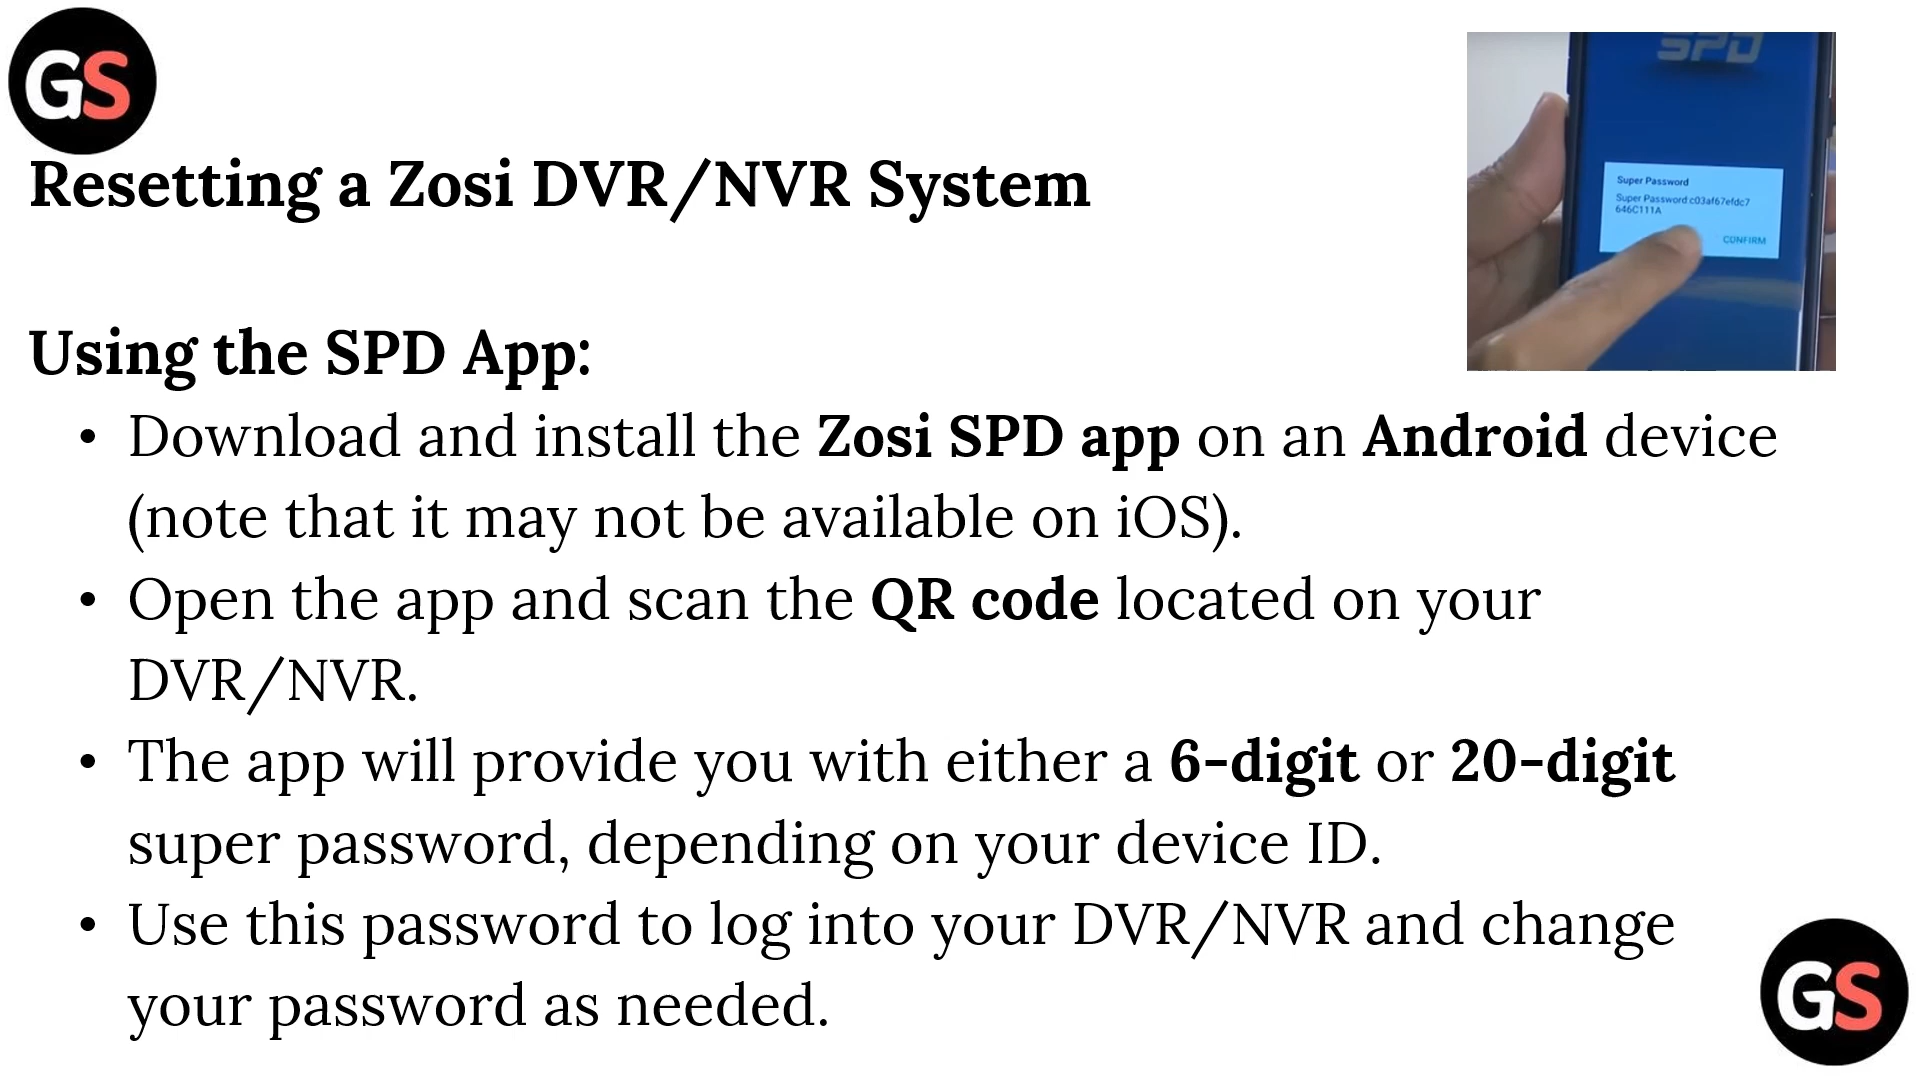 GS
SPD
Super Password
Super Password:c03af67efdc7
646C111A
CONFIRM
Resetting a Zosi DVR/NVR System
Using the SPD App:
• Download and install the Zosi SPD app on an Android device
(note that it may not be available on iOS).
• Open the app and scan the QR code located on your
DVR/NVR.
• The app will provide you with either a 6-digit or 20-digit
super password, depending on your device ID.
• Use this password to log into your DVR/NVR and change
your password as needed.
GS